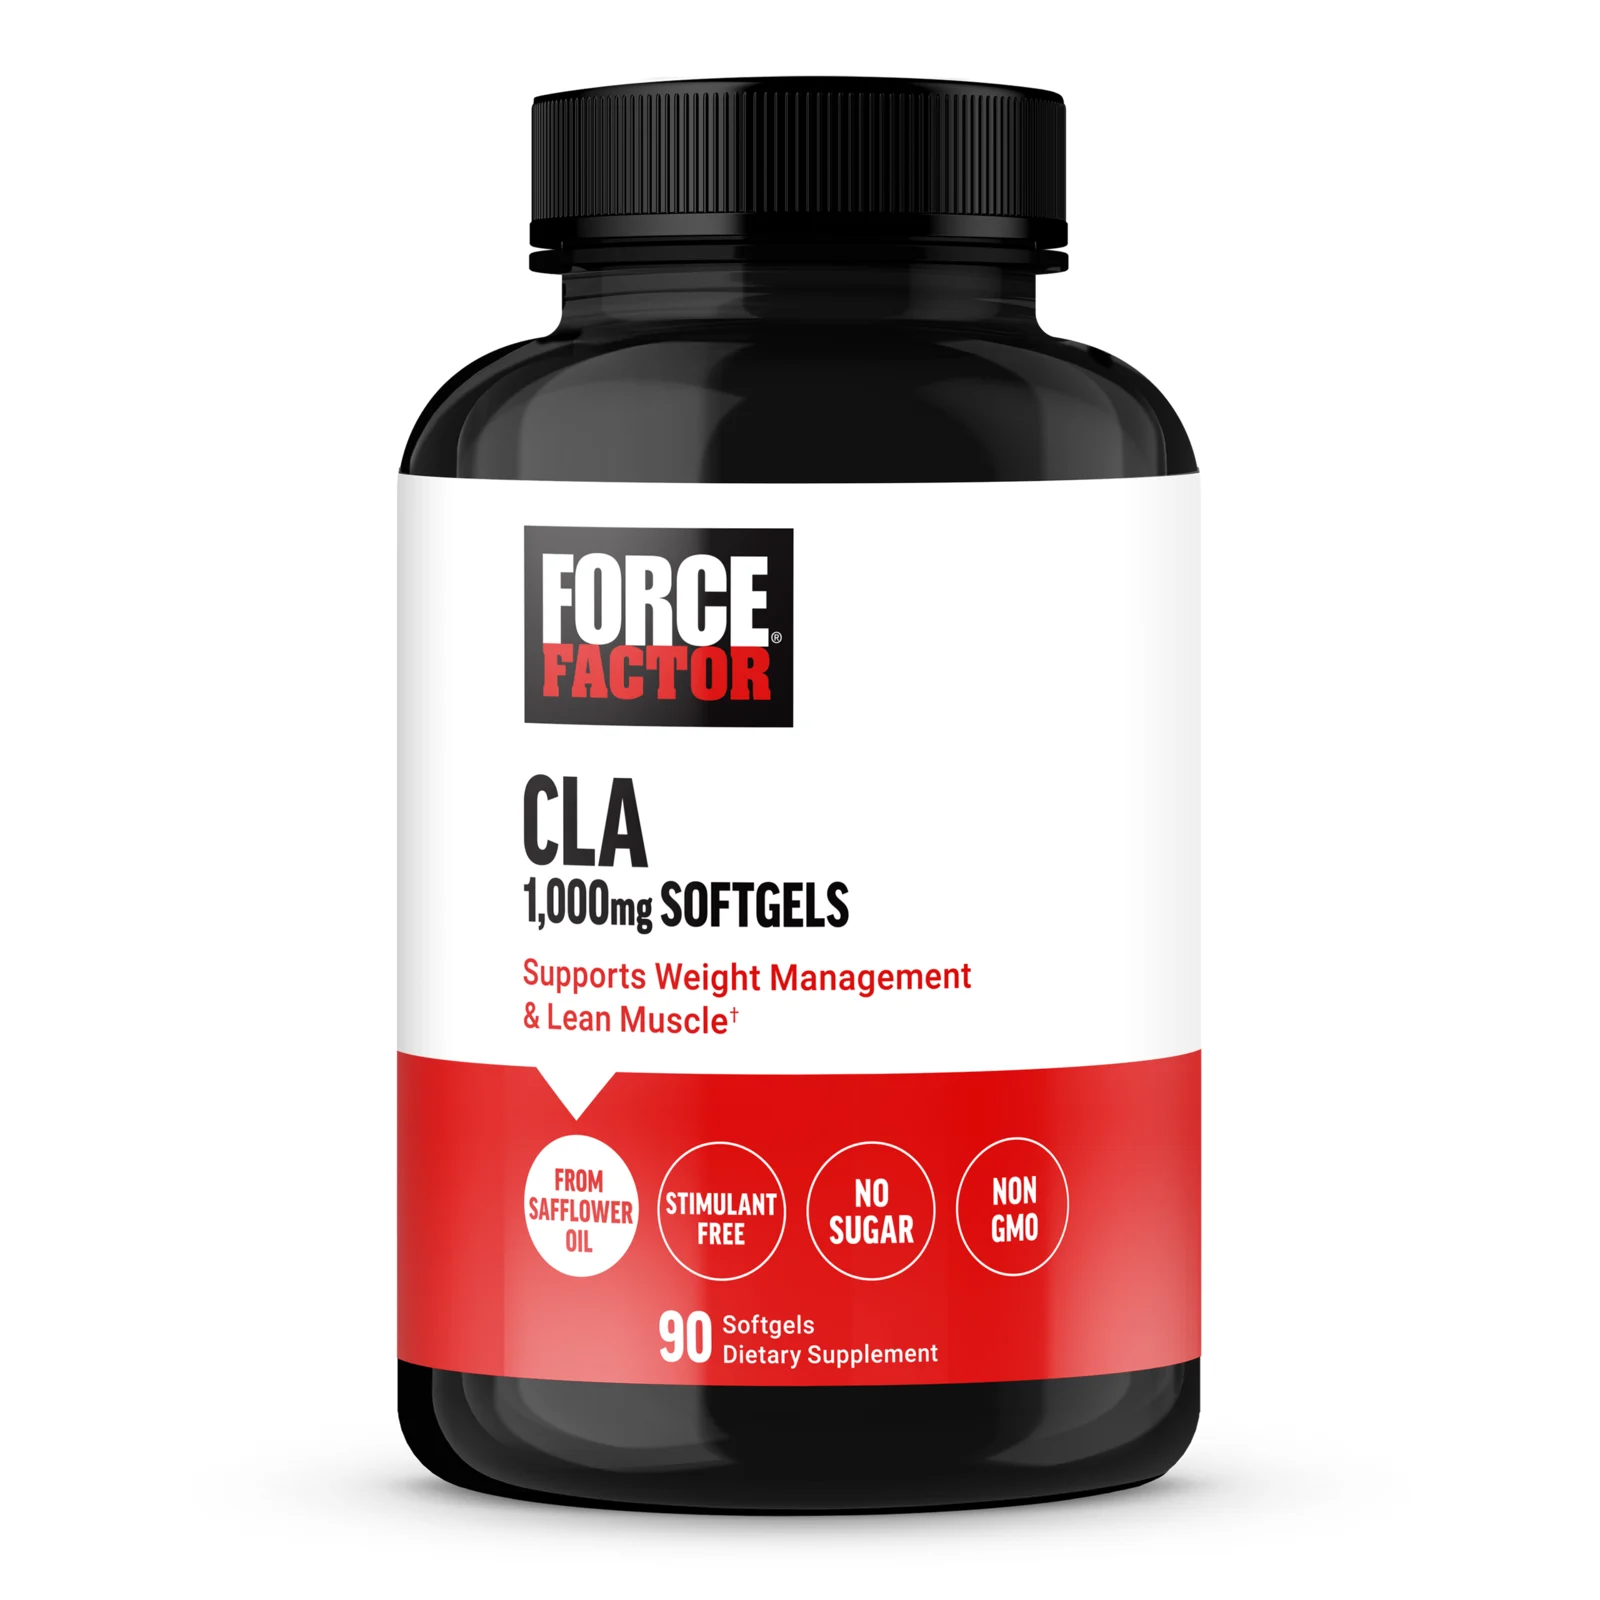 FORCE
FACTOR®
CLA
1,000mg SOFTGELS
Supports Weight Management
& Lean Muscle†
FROM
SAFFLOWER
OIL
STIMULANT
FREE
NO
SUGAR
NON
GMO
90 Softgels
Dietary Supplement